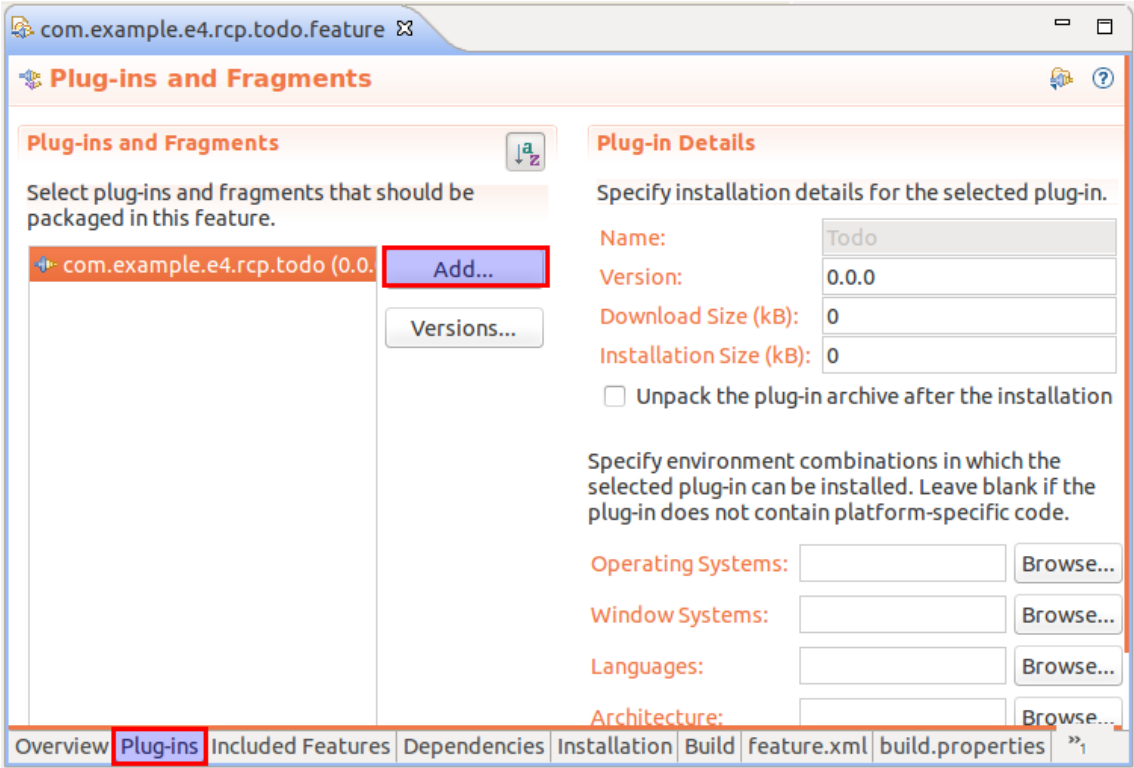 com.example.e4.rcp.todo.feature
Plug-ins and Fragments
Plug-ins and Fragments
Select plug-ins and fragments that should be
packaged in this feature.
com.example.e4.rcp.todo (0.0.
Add...
Versions...
Plug-in Details
Specify installation details for the selected plug-in.
Name: Todo
Version: 0.0.0
Download Size (kB): 0
Installation Size (kB): 0
Unpack the plug-in archive after the installation
Specify environment combinations in which the
selected plug-in can be installed. Leave blank if the
plug-in does not contain platform-specific code.
Operating Systems: Browse...
Window Systems: Browse...
Languages: Browse...
Architecture: Browse...
Overview Plug-ins Included Features Dependencies Installation Build feature.xml build.properties »1